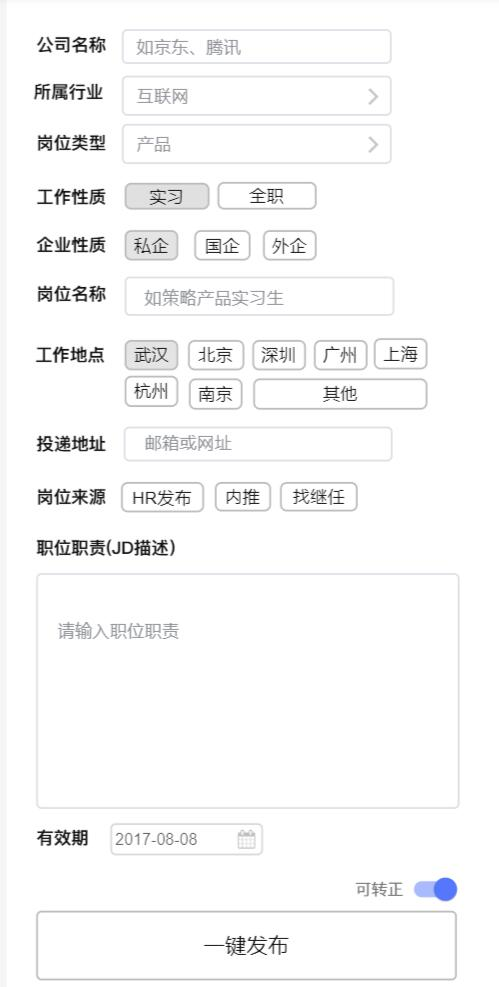 公司名称 如京东、腾讯
所属行业 互联网
岗位类型 产品
工作性质 实习 全职
企业性质 私企 国企 外企
岗位名称 如策略产品实习生
工作地点 武汉 北京 深圳 广州 上海
杭州 南京 其他
投递地址 邮箱或网址
岗位来源 HR发布 内推 找继任
职位职责(JD描述)
请输入职位职责
有效期 2017-08-08
可转正
一键发布